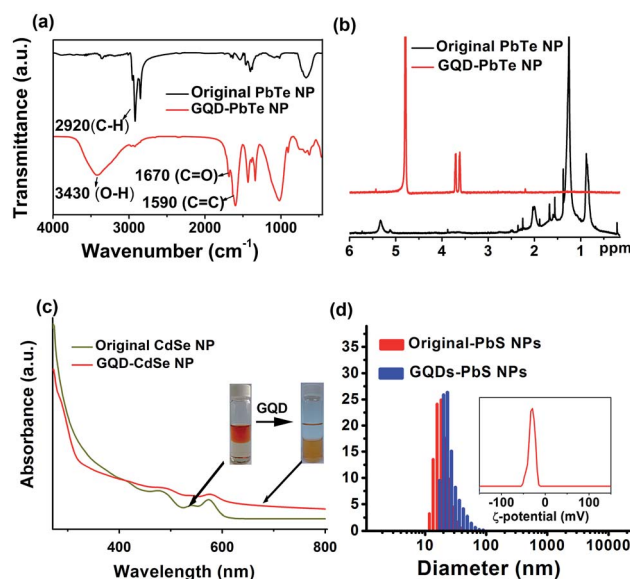 (a)
Transmittance (a.u.)
Original PbTe NP
GQD-PbTe NP
2920(C-H)
3430 (O-H)
1670 (C=O)
1590 (C=C)
4000 3000 2000 1000
Wavenumber (cm⁻¹)
(b)
Original PbTe NP
GQD-PbTe NP
6 5 4 3 2 1 ppm
(c)
Absorbance (a.u.)
Original CdSe NP
GQD-CdSe NP
GQD
400 600 800
Wavelength (nm)
(d)
35
30
25
20
15
10
5
0
Original-PbS NPs
GQDs-PbS NPs
-100 0 100
ζ-potential (mV)
10 100 1000 10000
Diameter (nm)